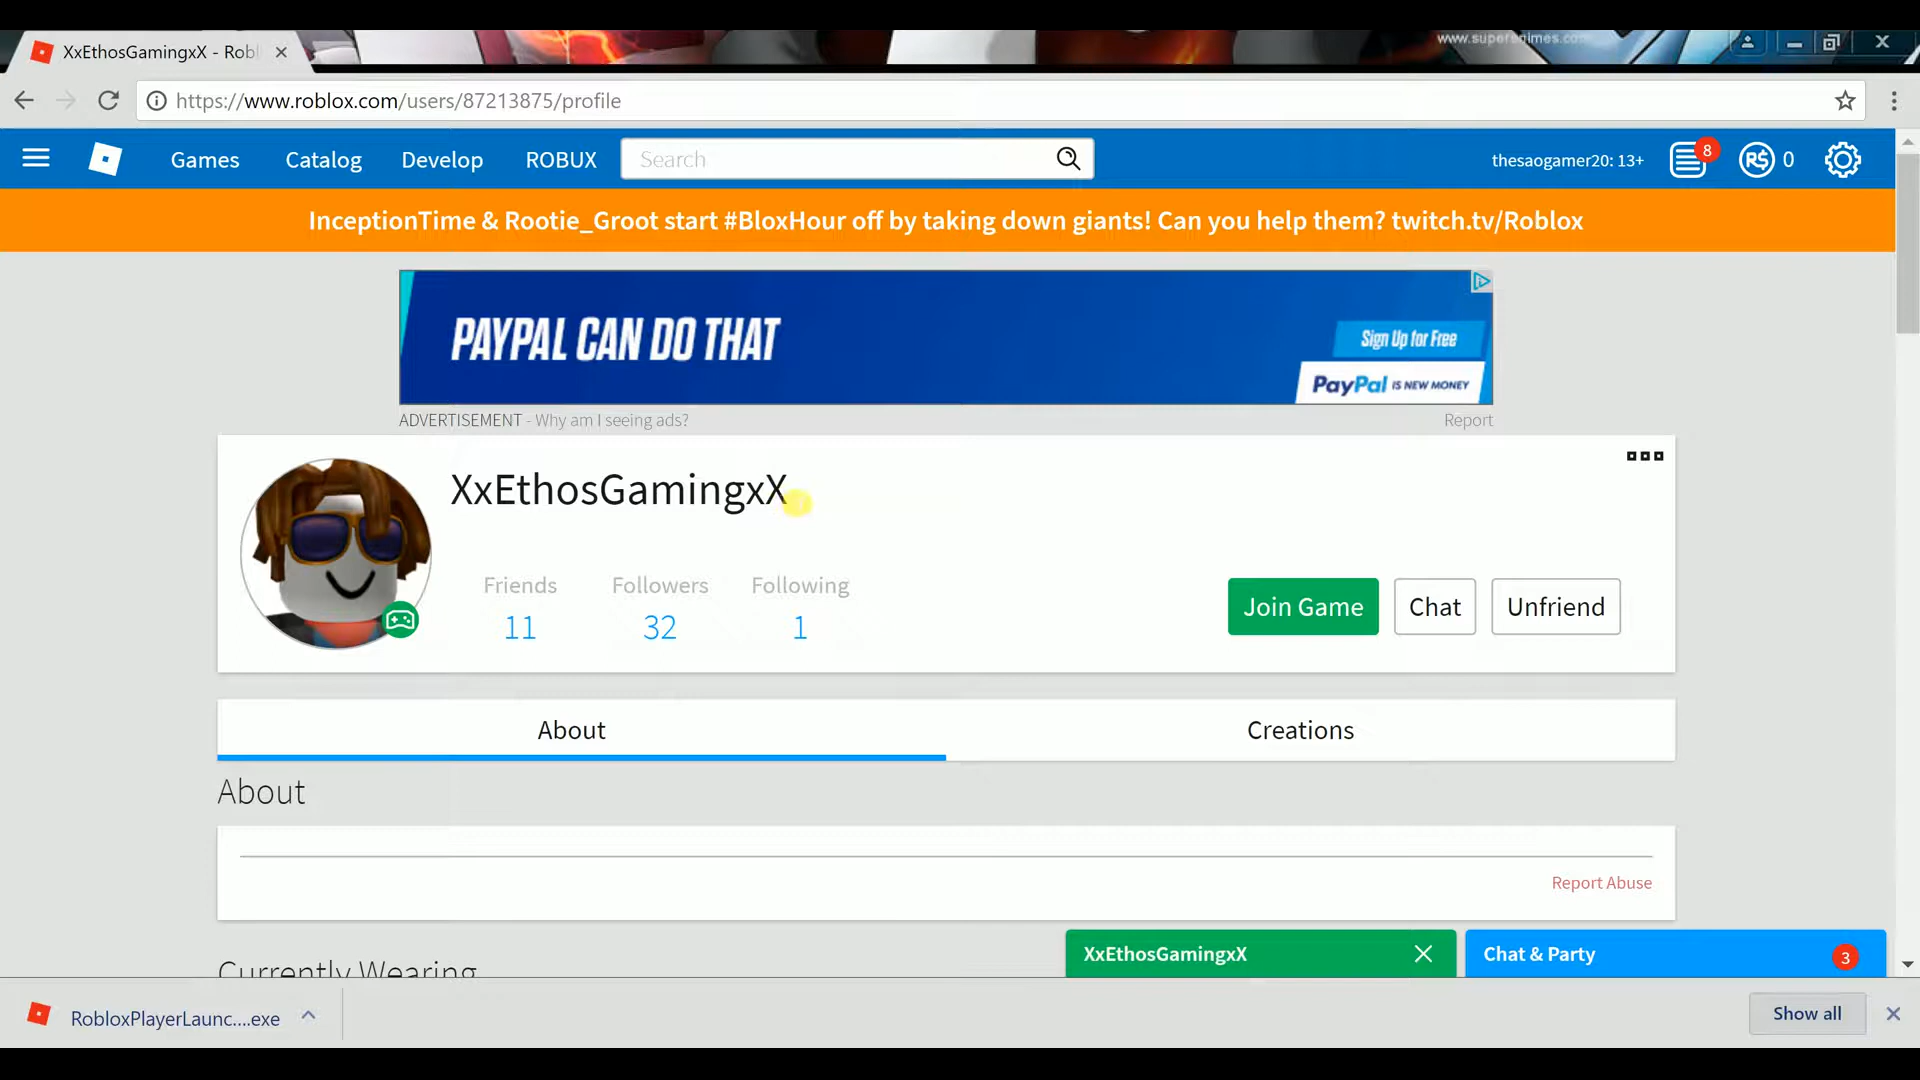 www.superanimes.co
XxEthosGamingxX - Robl
https://www.roblox.com/users/87213875/profile
Games Catalog Develop ROBUX Search thesaogamer20: 13+ 8 R$ 0
InceptionTime & Rootie_Groot start #BloxHour off by taking down giants! Can you help them? twitch.tv/Roblox
PAYPAL CAN DO THAT
Sign Up for Free
PayPal IS NEW MONEY
ADVERTISEMENT - Why am I seeing ads? Report
XxEthosGamingxX
Friends Followers Following
11 32 1
Join Game Chat Unfriend
About Creations
About
Report Abuse
Currently Wearing
XxEthosGamingxX Chat & Party 3
RobloxPlayerLaunc....exe Show all